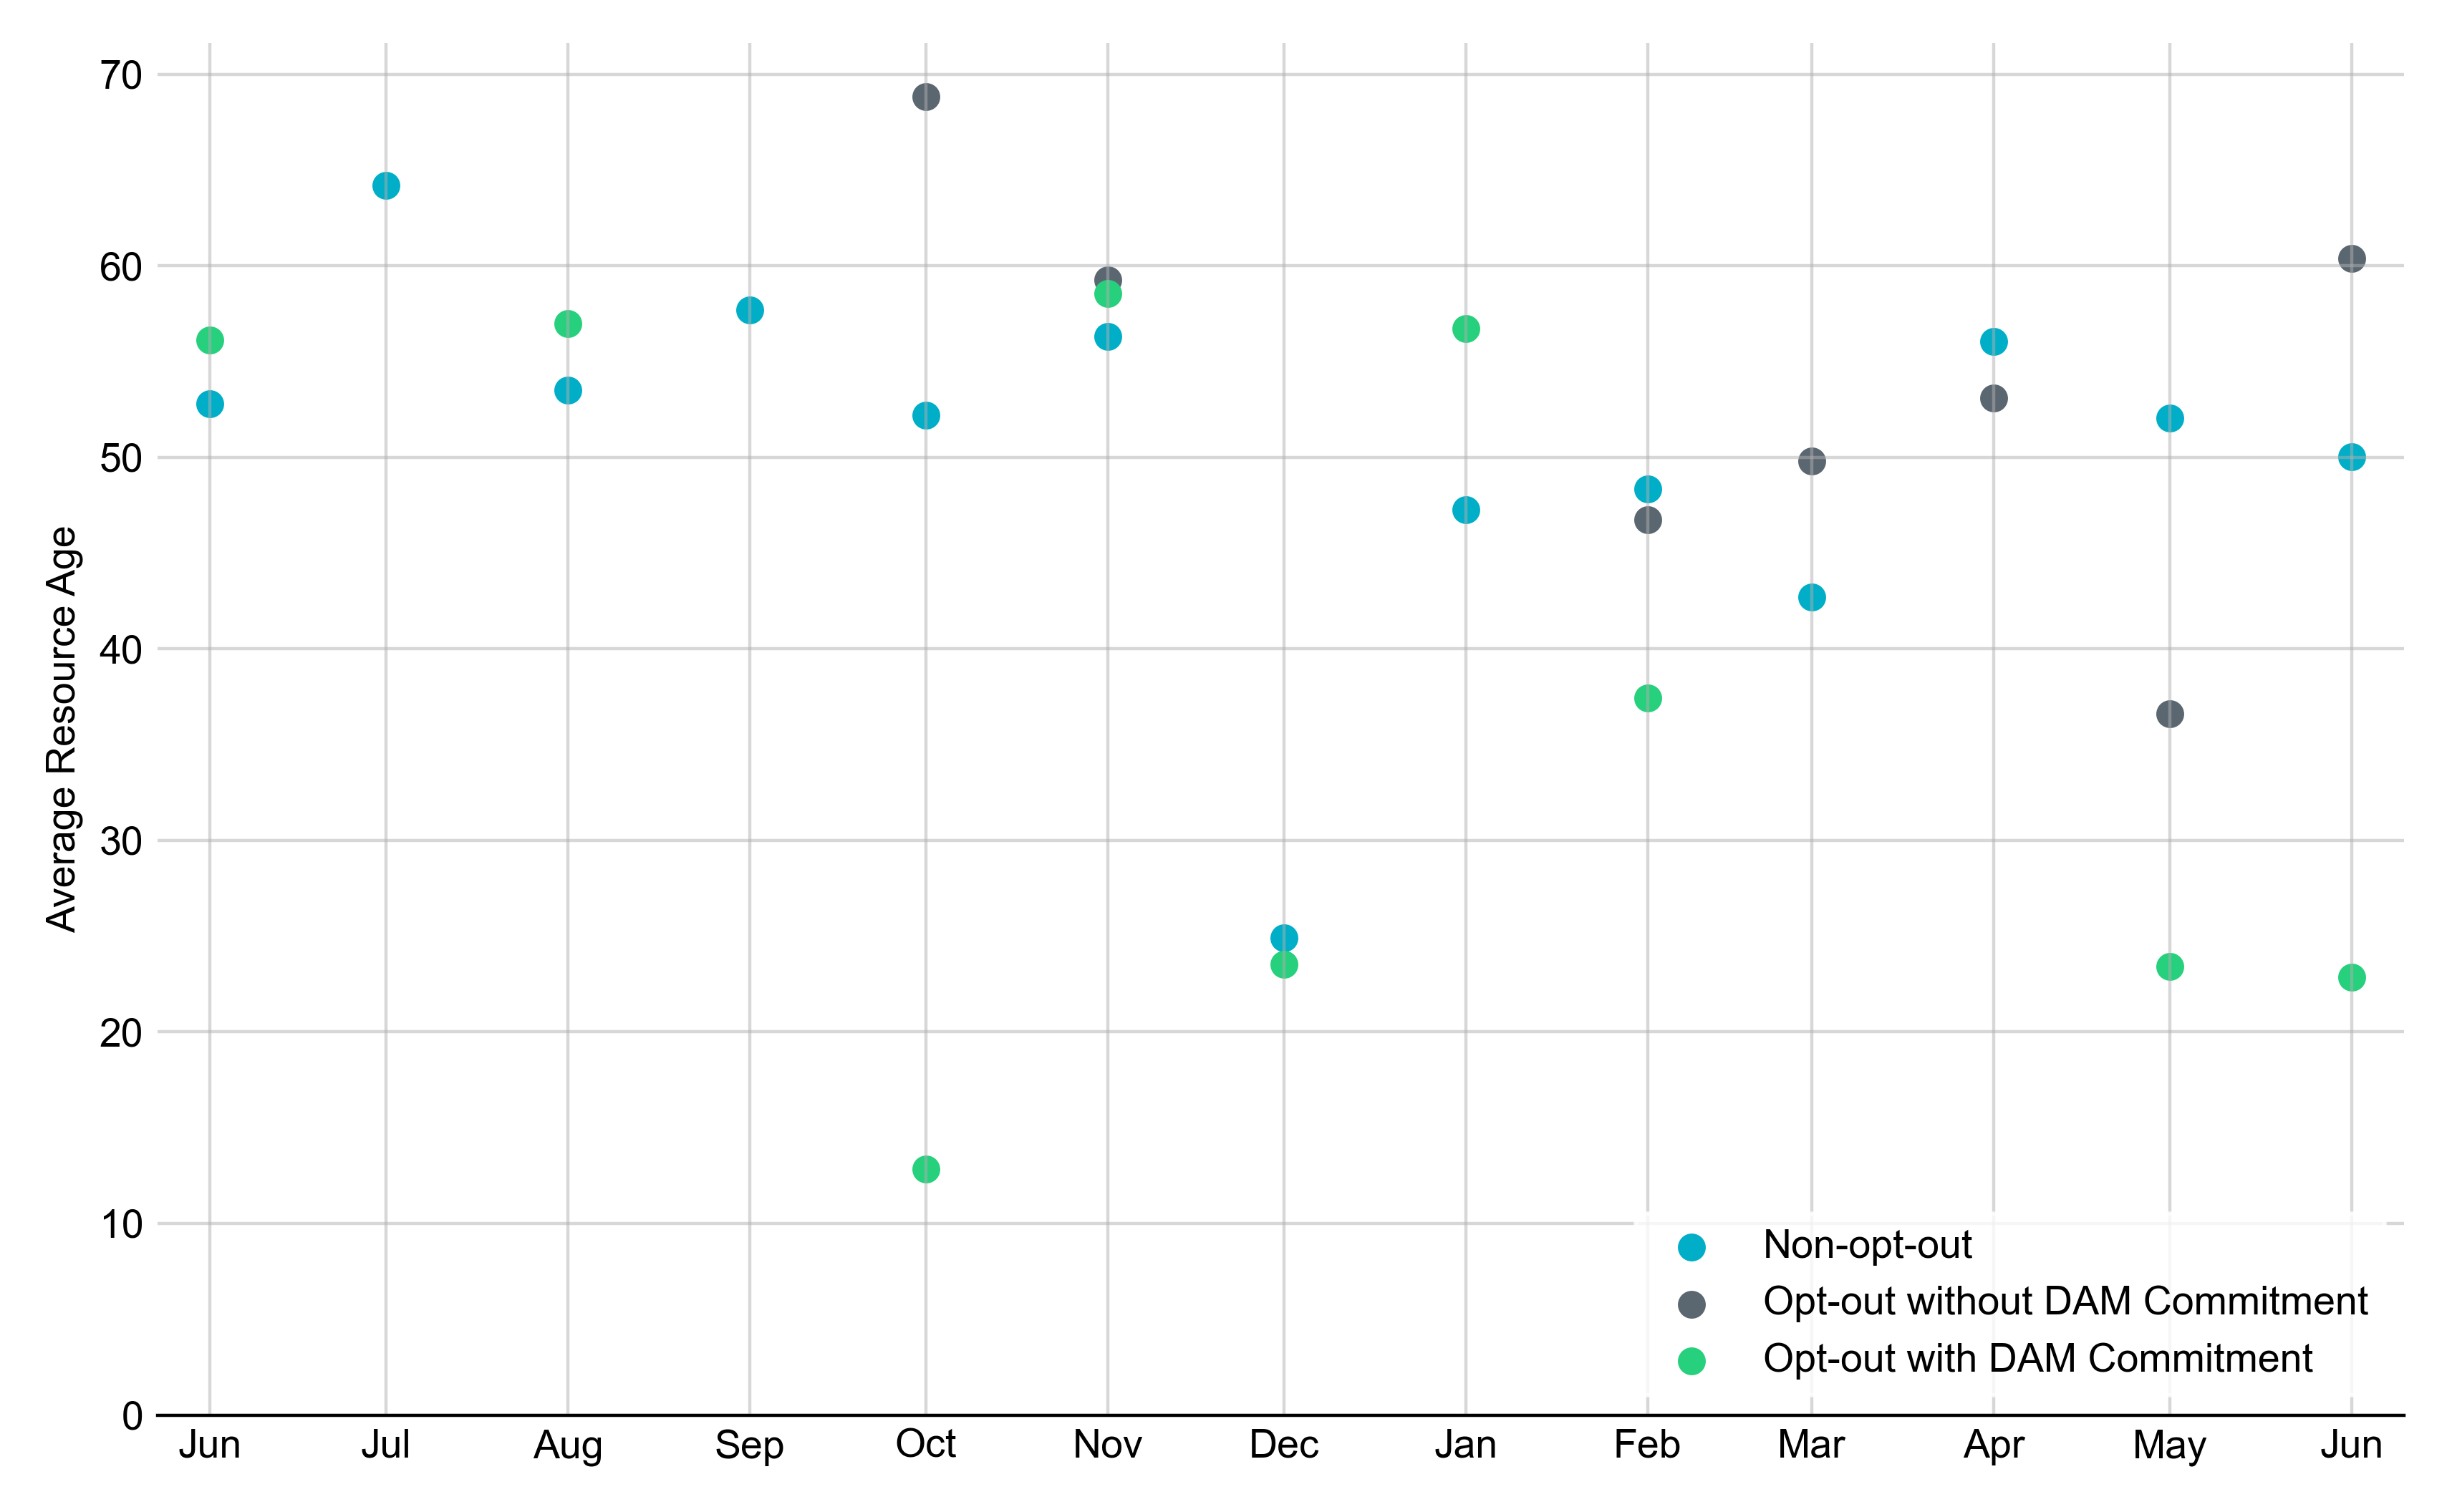 70
60
50
40
30
20
10
0
Average Resource Age
Jun Jul Aug Sep Oct Nov Dec Jan Feb Mar Apr May Jun
Non-opt-out
Opt-out without DAM Commitment
Opt-out with DAM Commitment